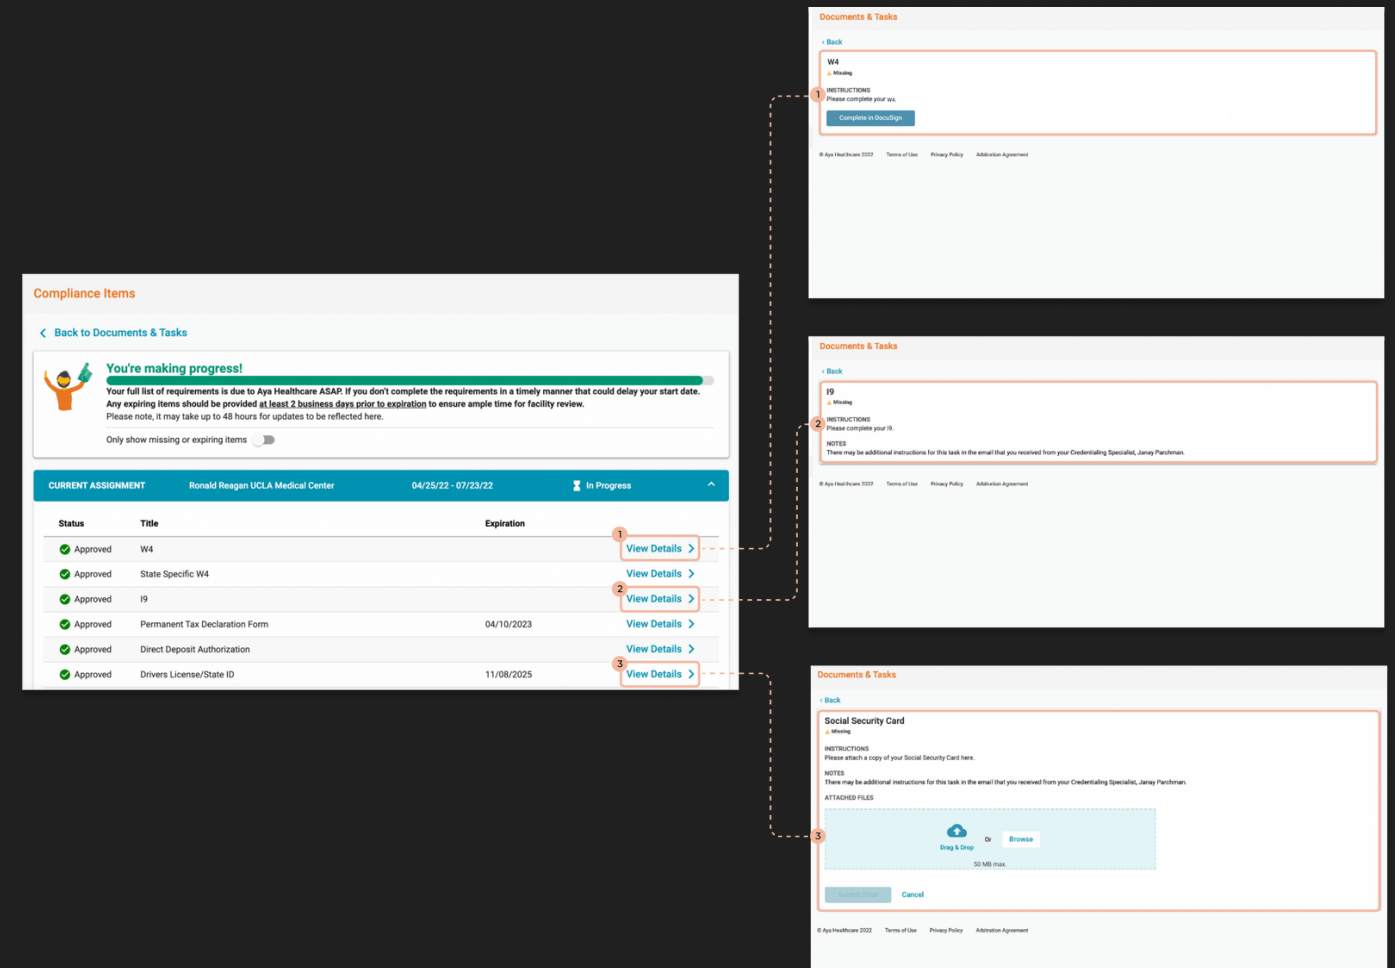 Compliance Items
Back to Documents & Tasks
You're making progress!
Your full list of requirements is due to Aya Healthcare ASAP. If you don't complete the requirements in a timely manner that could delay your start date.
Any expiring items should be provided at least 2 business days prior to expiration to ensure ample time for facility review.
Please note, it may take up to 48 hours for updates to be reflected here.
Only show missing or expiring items
CURRENT ASSIGNMENT Ronald Reagan UCLA Medical Center 04/25/22 - 07/23/22 In Progress
Status Title Expiration
1
Approved W4 View Details
Approved State Specific W4 View Details
2
Approved I9 View Details
Approved Permanent Tax Declaration Form 04/10/2023 View Details
Approved Direct Deposit Authorization View Details
3
Approved Drivers License/State ID 11/08/2025 View Details
Documents & Tasks
Back
W4
Missing
1
INSTRUCTIONS
Please complete your W4.
Complete in DocuSign
© Aya Healthcare 2022 Terms of Use Privacy Policy Arbitration Agreement
Documents & Tasks
Back
I9
Missing
2
INSTRUCTIONS
Please complete your I9.
NOTES
There may be additional instructions for this task in the email that you received from your Credentialing Specialist, Janay Parchman.
© Aya Healthcare 2022 Terms of Use Privacy Policy Arbitration Agreement
Documents & Tasks
Back
Social Security Card
Missing
INSTRUCTIONS
Please attach a copy of your Social Security Card here.
NOTES
There may be additional instructions for this task in the email that you received from your Credentialing Specialist, Janay Parchman.
ATTACHED FILES
3
Drag & Drop Or Browse
50 MB max.
Cancel
© Aya Healthcare 2022 Terms of Use Privacy Policy Arbitration Agreement